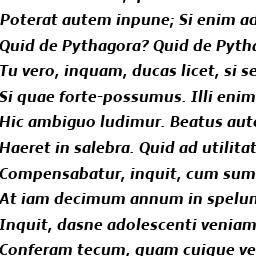 Poterat autem inpune; Si enim ad
Quid de Pythagora? Quid de Pytha
Tu vero, inquam, ducas licet, si se
Si quae forte-possumus. Illi enim
Hic ambiguo ludimur. Beatus aut
Haeret in salebra. Quid ad utilitat
Compensabatur, inquit, cum sum
At iam decimum annum in spelun
Inquit, dasne adolescenti veniam
Conferam tecum, quam cuique ve